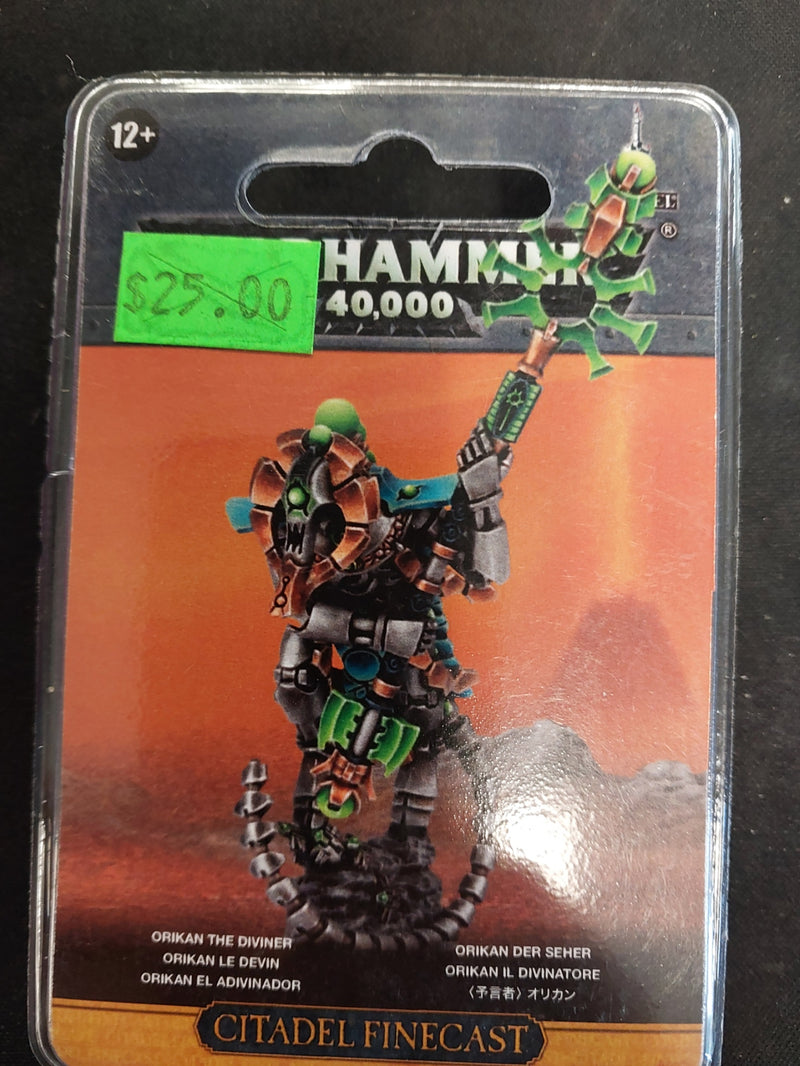 12+
HAMMER
®
40,000
$25.00
ORIKAN THE DIVINER
ORIKAN LE DEVIN
ORIKAN EL ADIVINADOR
ORIKAN DER SEHER
ORIKAN IL DIVINATORE
〈予言者〉オリカン
CITADEL FINECAST